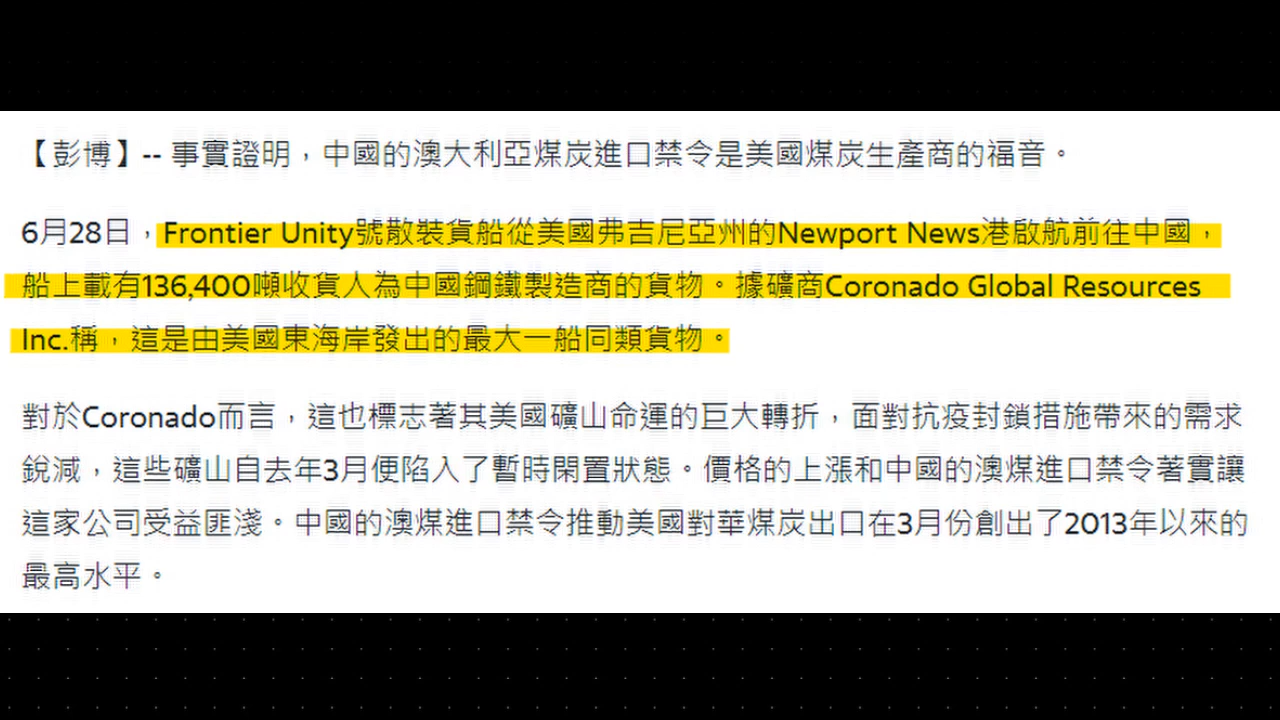 【彭博】-- 事實證明，中國的澳大利亞煤炭進口禁令是美國煤炭生產商的福音。
6月28日，Frontier Unity號散裝貨船從美國弗吉尼亞州的Newport News港啟航前往中國，
船上載有136,400噸收貨人為中國鋼鐵製造商的貨物。據礦商Coronado Global Resources
Inc.稱，這是由美國東海岸發出的最大一船同類貨物。
對於Coronado而言，這也標志著其美國礦山命運的巨大轉折，面對抗疫封鎖措施帶來的需求
銳減，這些礦山自去年3月便陷入了暫時閑置狀態。價格的上漲和中國的澳煤進口禁令著實讓
這家公司受益匪淺。中國的澳煤進口禁令推動美國對華煤炭出口在3月份創出了2013年以來的
最高水平。